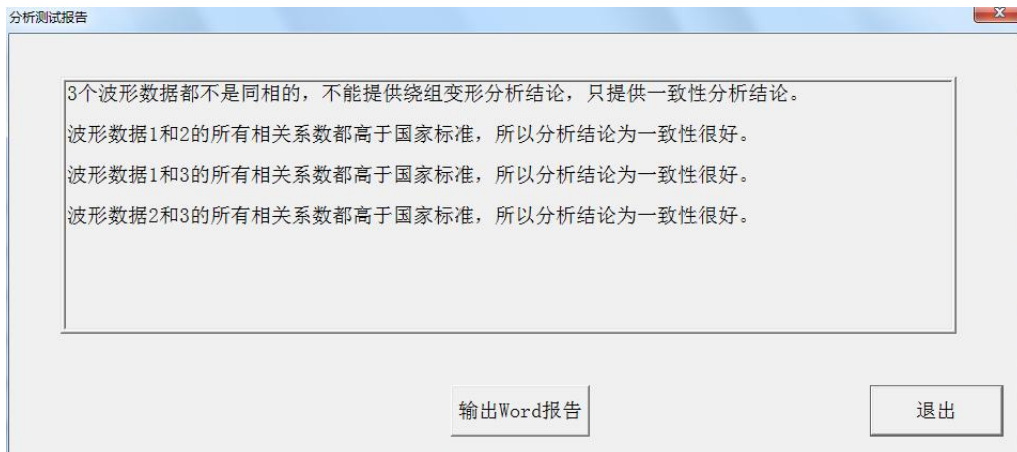 分析测试报告
3个波形数据都不是同相的，不能提供绕组变形分析结论，只提供一致性分析结论。
波形数据1和2的所有相关系数都高于国家标准，所以分析结论为一致性很好。
波形数据1和3的所有相关系数都高于国家标准，所以分析结论为一致性很好。
波形数据2和3的所有相关系数都高于国家标准，所以分析结论为一致性很好。
输出Word报告
退出